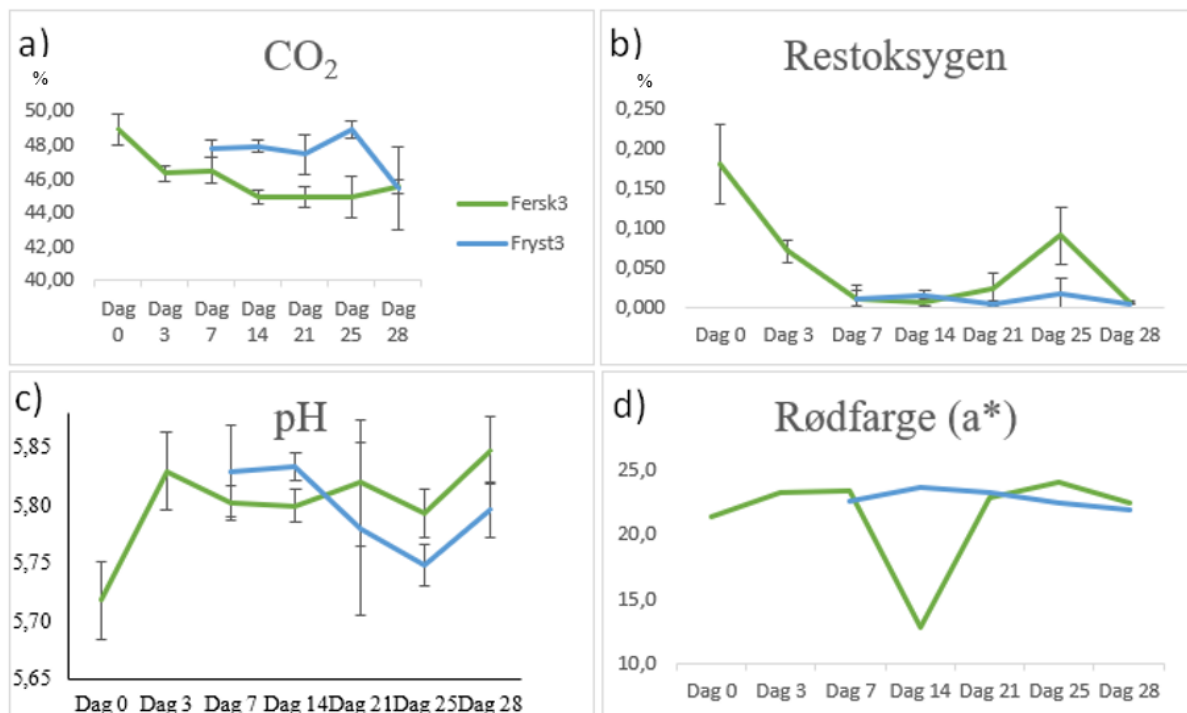 a)
CO₂
%
50,00
48,00
46,00
44,00
42,00
40,00
Dag 0
Dag 3
Dag 7
Dag 14
Dag 21
Dag 25
Dag 28
Fersk3
Fryst3
b)
Restoksygen
%
0,250
0,200
0,150
0,100
0,050
0,000
Dag 0 Dag 3 Dag 7 Dag 14 Dag 21 Dag 25 Dag 28
c)
pH
5,85
5,80
5,75
5,70
5,65
Dag 0 Dag 3 Dag 7 Dag 14 Dag 21 Dag 25 Dag 28
d)
Rødfarge (a*)
25,0
20,0
15,0
10,0
Dag 0 Dag 3 Dag 7 Dag 14 Dag 21 Dag 25 Dag 28